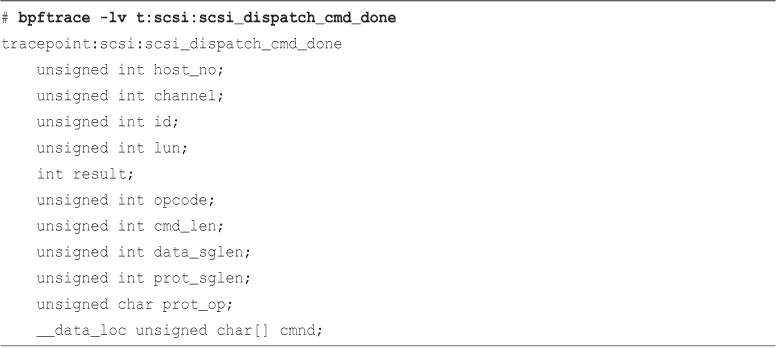 # bpftrace -lv t:scsi:scsi_dispatch_cmd_done
tracepoint:scsi:scsi_dispatch_cmd_done
    unsigned int host_no;
    unsigned int channel;
    unsigned int id;
    unsigned int lun;
    int result;
    unsigned int opcode;
    unsigned int cmd_len;
    unsigned int data_sglen;
    unsigned int prot_sglen;
    unsigned char prot_op;
    __data_loc unsigned char[] cmnd;